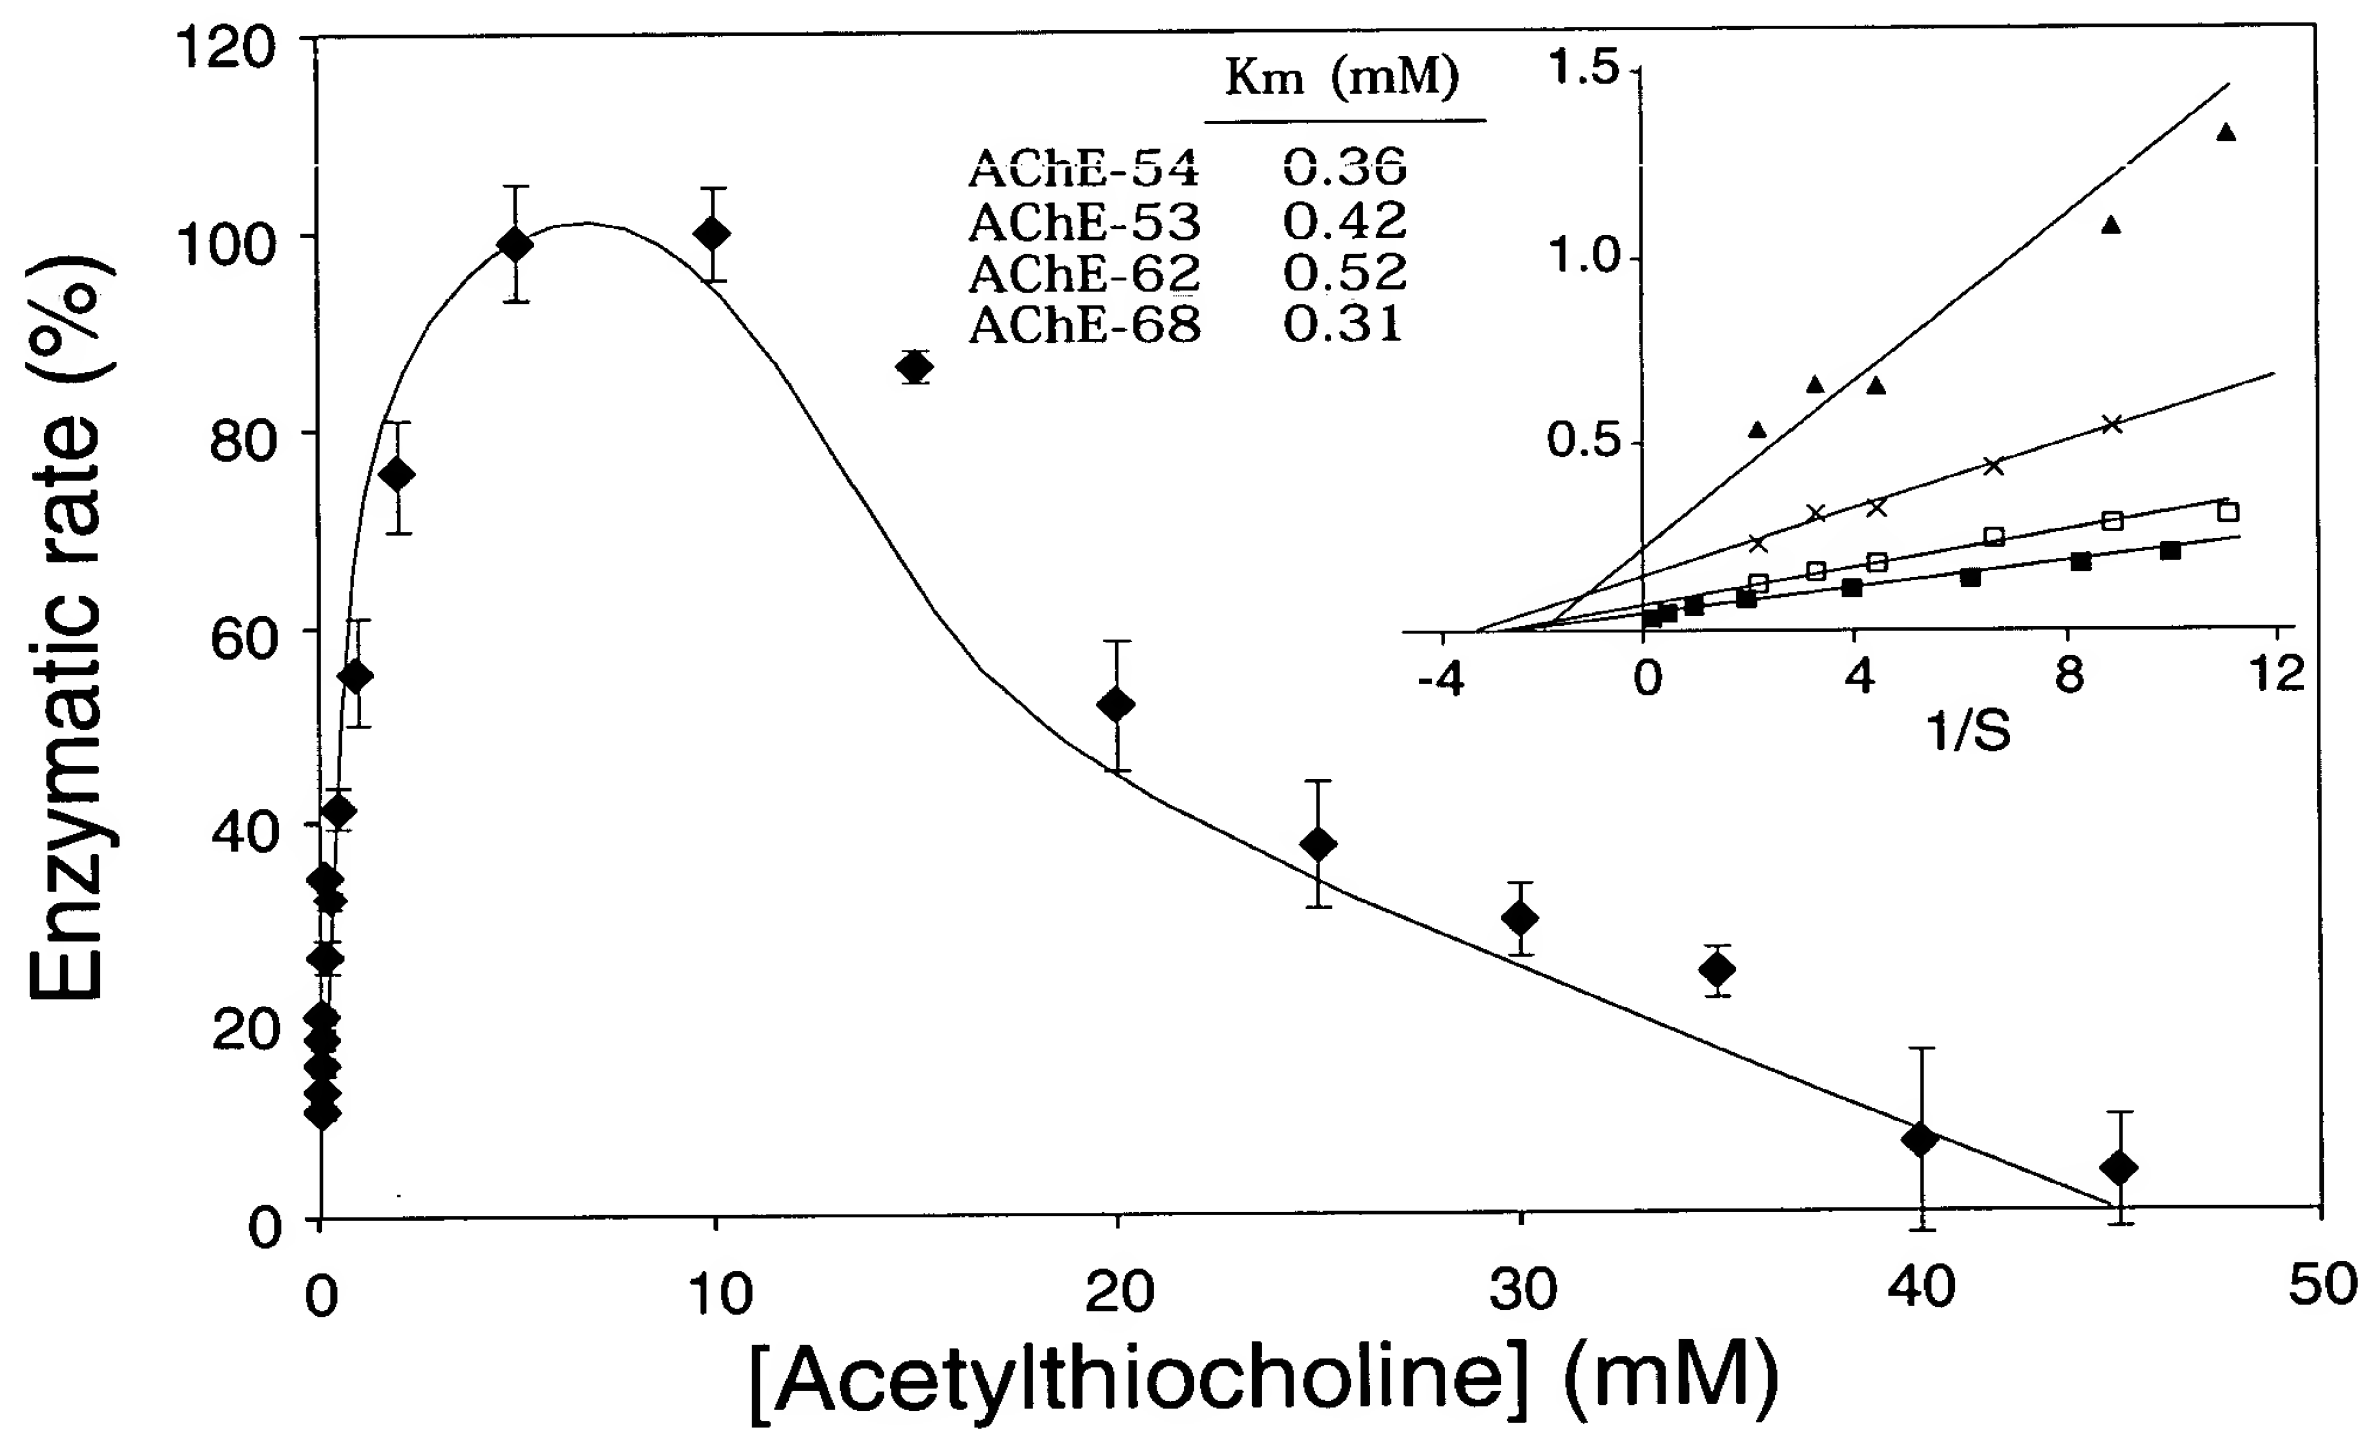 Enzymatic rate (%)
120
100
80
60
40
20
0
0 10 20 30 40 50
[Acetylthiocholine] (mM)
Km (mM)
AChE-54 0.36
AChE-53 0.42
AChE-62 0.52
AChE-68 0.31
1.5
1.0
0.5
-4 0 4 8 12
1/S